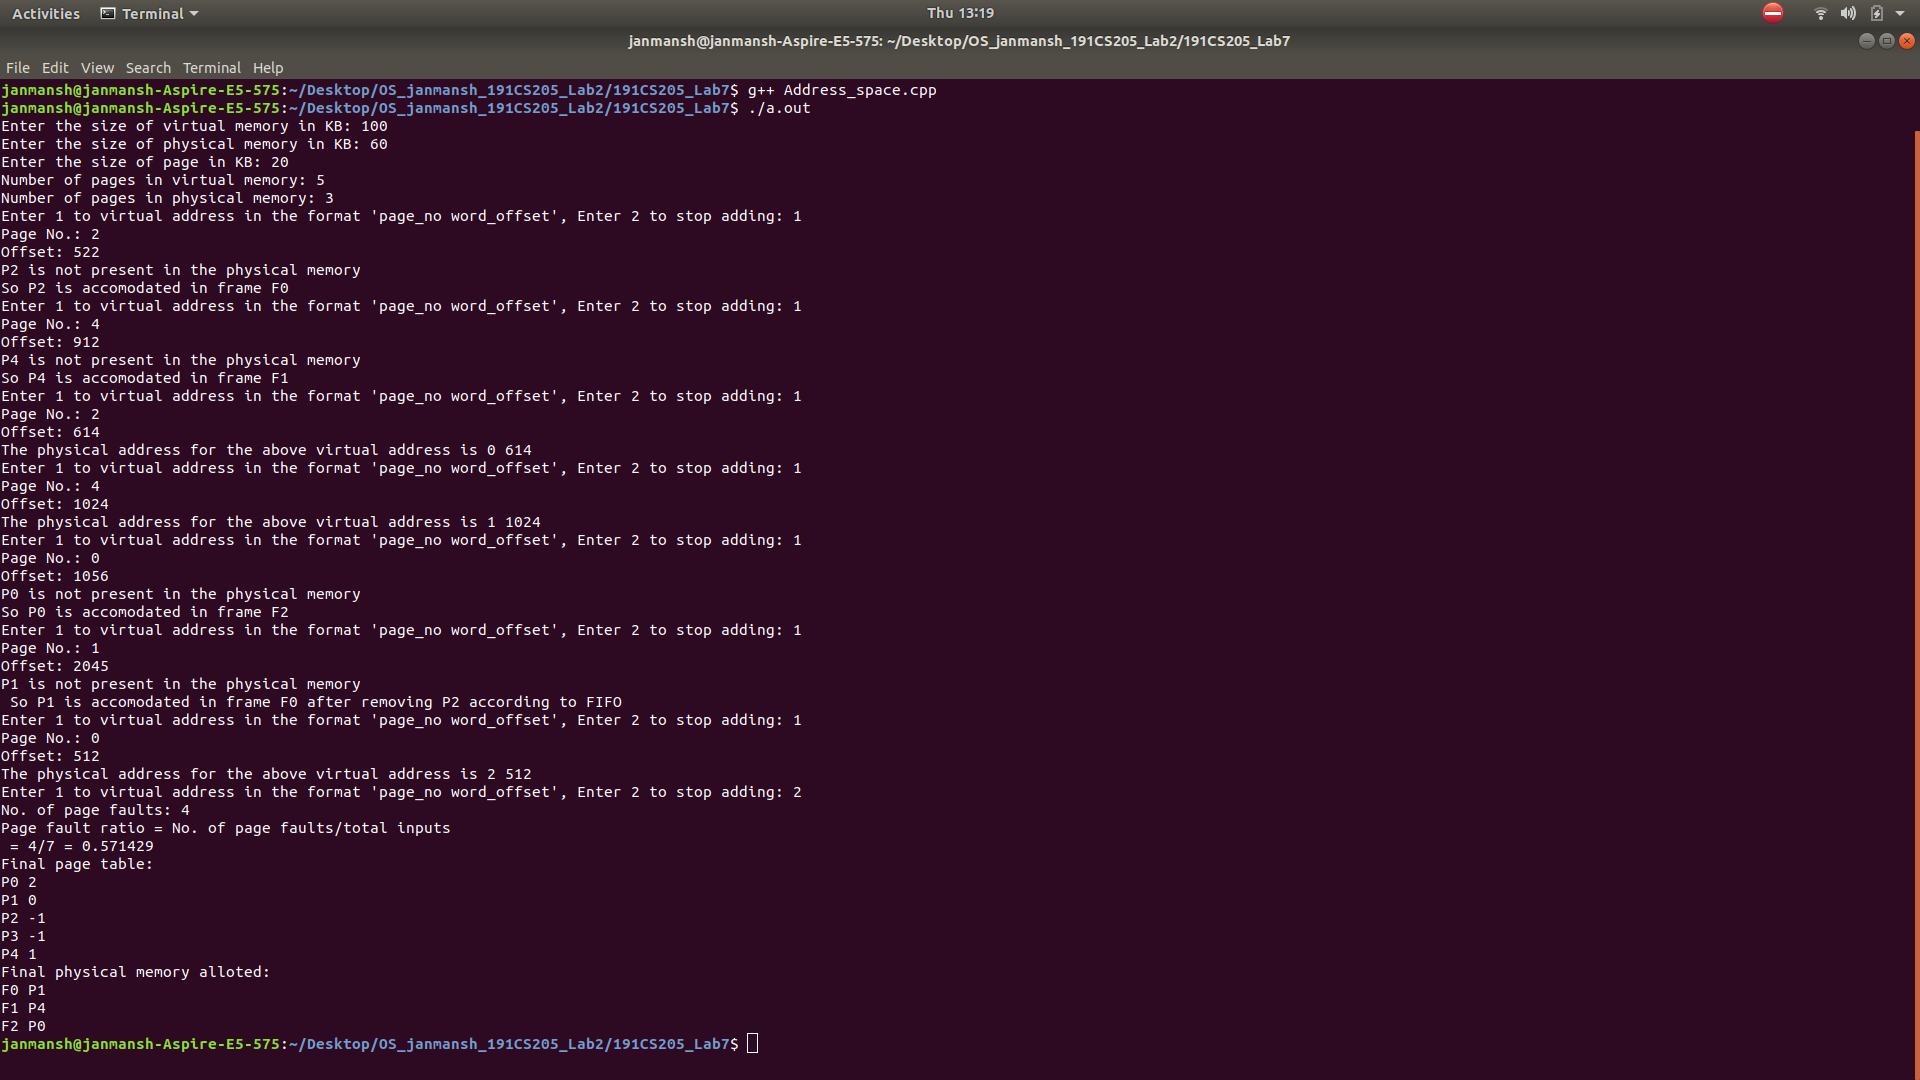 Activities Terminal Thu 13:19
janmansh@janmansh-Aspire-E5-575: ~/Desktop/OS_janmansh_191CS205_Lab2/191CS205_Lab7
File Edit View Search Terminal Help
janmansh@janmansh-Aspire-E5-575:~/Desktop/OS_janmansh_191CS205_Lab2/191CS205_Lab7$ g++ Address_space.cpp
janmansh@janmansh-Aspire-E5-575:~/Desktop/OS_janmansh_191CS205_Lab2/191CS205_Lab7$ ./a.out
Enter the size of virtual memory in KB: 100
Enter the size of physical memory in KB: 60
Enter the size of page in KB: 20
Number of pages in virtual memory: 5
Number of pages in physical memory: 3
Enter 1 to virtual address in the format 'page_no word_offset', Enter 2 to stop adding: 1
Page No.: 2
Offset: 522
P2 is not present in the physical memory
So P2 is accomodated in frame F0
Enter 1 to virtual address in the format 'page_no word_offset', Enter 2 to stop adding: 1
Page No.: 4
Offset: 912
P4 is not present in the physical memory
So P4 is accomodated in frame F1
Enter 1 to virtual address in the format 'page_no word_offset', Enter 2 to stop adding: 1
Page No.: 2
Offset: 614
The physical address for the above virtual address is 0 614
Enter 1 to virtual address in the format 'page_no word_offset', Enter 2 to stop adding: 1
Page No.: 4
Offset: 1024
The physical address for the above virtual address is 1 1024
Enter 1 to virtual address in the format 'page_no word_offset', Enter 2 to stop adding: 1
Page No.: 0
Offset: 1056
P0 is not present in the physical memory
So P0 is accomodated in frame F2
Enter 1 to virtual address in the format 'page_no word_offset', Enter 2 to stop adding: 1
Page No.: 1
Offset: 2045
P1 is not present in the physical memory
 So P1 is accomodated in frame F0 after removing P2 according to FIFO
Enter 1 to virtual address in the format 'page_no word_offset', Enter 2 to stop adding: 1
Page No.: 0
Offset: 512
The physical address for the above virtual address is 2 512
Enter 1 to virtual address in the format 'page_no word_offset', Enter 2 to stop adding: 2
No. of page faults: 4
Page fault ratio = No. of page faults/total inputs
 = 4/7 = 0.571429
Final page table:
P0 2
P1 0
P2 -1
P3 -1
P4 1
Final physical memory alloted:
F0 P1
F1 P4
F2 P0
janmansh@janmansh-Aspire-E5-575:~/Desktop/OS_janmansh_191CS205_Lab2/191CS205_Lab7$